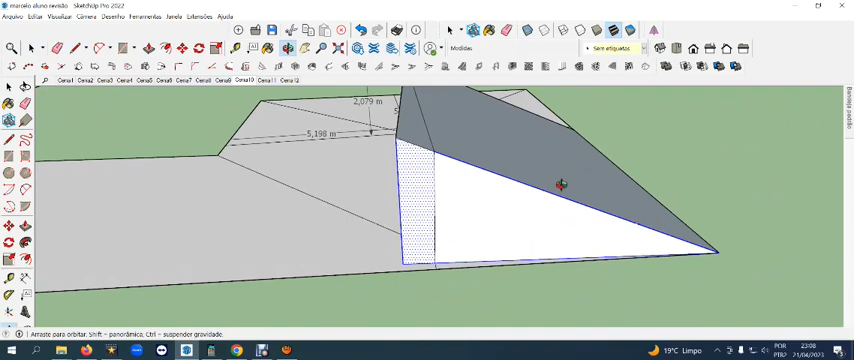 marcelo aluno revisão - SketchUp Pro 2022
Arquivo Editar Visualizar Câmera Desenho Ferramentas Janela Extensões Ajuda
Medidas
Sem etiquetas
Cena1 Cena2 Cena3 Cena4 Cena5 Cena6 Cena7 Cena8 Cena9 Cena10 Cena11 Cena12
Bandeja padrão
2,079 m
5
5,198 m
Arraste para orbitar. Shift = panorâmica, Ctrl = suspender gravidade.
19°C Limpo
POR
PTB2
23:08
21/04/2023